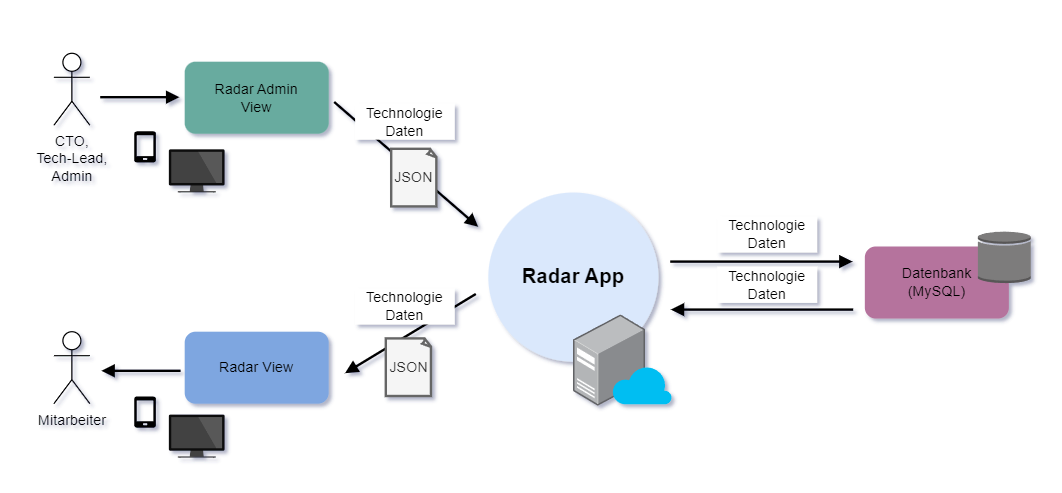 Radar Admin
View
CTO,
Tech-Lead,
Admin
Technologie
Daten
JSON
Radar App
Technologie
Daten
Technologie
Daten
Datenbank
(MySQL)
Technologie
Daten
JSON
Radar View
Mitarbeiter